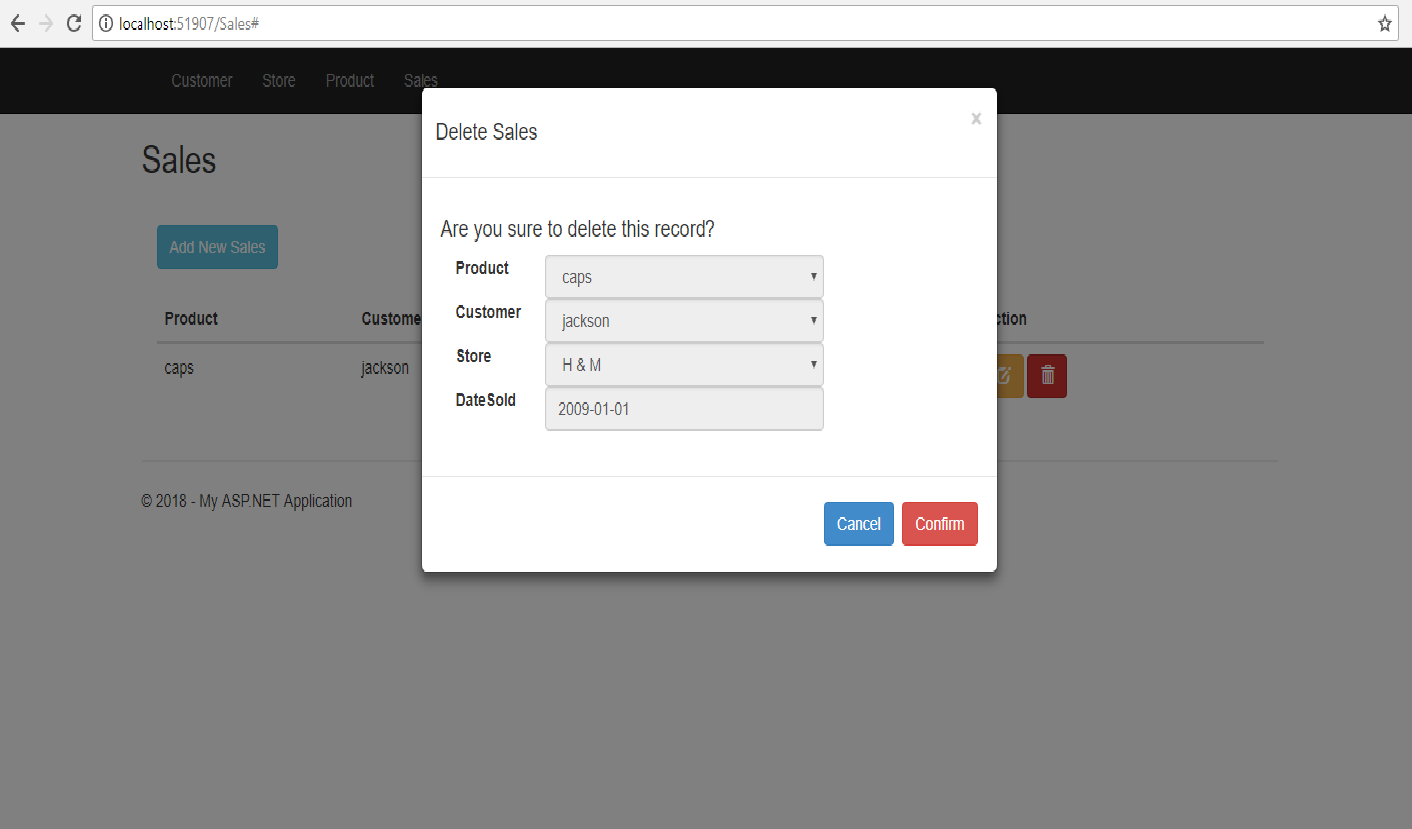 localhost:51907/Sales#
Customer Store Product Sales
Delete Sales
x
Sales
Are you sure to delete this record?
Add New Sales
Product caps
Customer jackson
Store H & M
DateSold 2009-01-01
Product Custome ction
caps jackson
© 2018 - My ASP.NET Application
Cancel Confirm